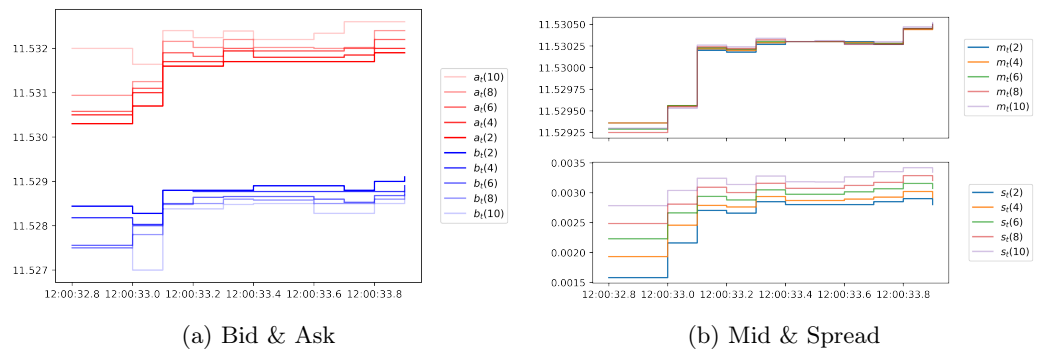 11.532
11.531
11.530
11.529
11.528
11.527
12:00:32.8 12:00:33.0 12:00:33.2 12:00:33.4 12:00:33.6 12:00:33.8
a_t(10)
a_t(8)
a_t(6)
a_t(4)
a_t(2)
b_t(2)
b_t(4)
b_t(6)
b_t(8)
b_t(10)
(a) Bid & Ask
11.53050
11.53025
11.53000
11.52950
11.52975
11.52925
m_t(2)
m_t(4)
m_t(6)
m_t(8)
m_t(10)
0.0035
0.0030
0.0025
0.0020
0.0015
12:00:32.8 12:00:33.0 12:00:33.2 12:00:33.4 12:00:33.6 12:00:33.8
s_t(2)
s_t(4)
s_t(6)
s_t(8)
s_t(10)
(b) Mid & Spread